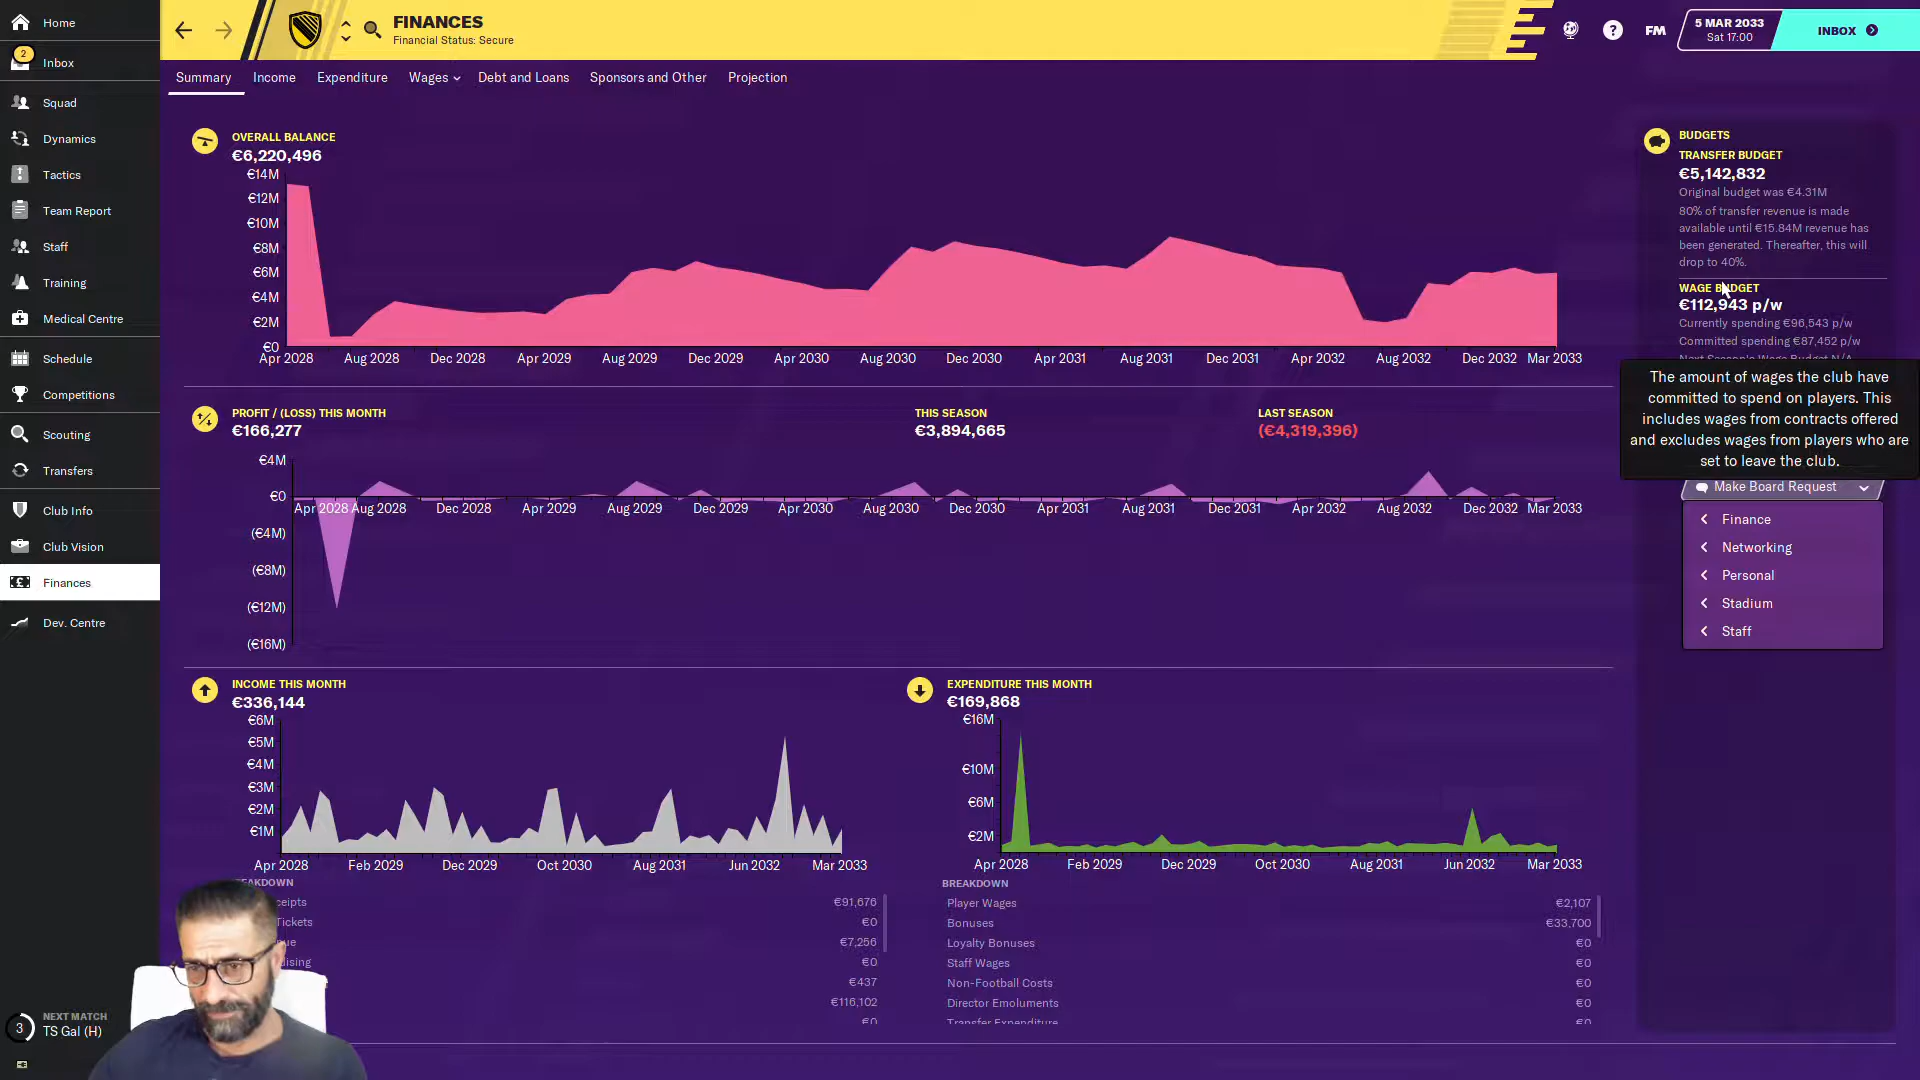 Home
2
Inbox
Squad
Dynamics
Tactics
Team Report
Staff
Training
Medical Centre
Schedule
Competitions
Scouting
Transfers
Club Info
Club Vision
Finances
Dev. Centre
3
NEXT MATCH
TS Gal (H)
FINANCES
Financial Status: Secure
?
FM
5 MAR 2033
Sat 17:00
INBOX
Summary
Income
Expenditure
Wages
Debt and Loans
Sponsors and Other
Projection
OVERALL BALANCE
€6,220,496
€14M
€12M
€10M
€8M
€6M
€4M
€2M
€0
Apr 2028 Aug 2028 Dec 2028 Apr 2029 Aug 2029 Dec 2029 Apr 2030 Aug 2030 Dec 2030 Apr 2031 Aug 2031 Dec 2031 Apr 2032 Aug 2032 Dec 2032 Mar 2033
PROFIT / (LOSS) THIS MONTH
€166,277
THIS SEASON
€3,894,665
LAST SEASON
(€4,319,396)
€4M
€0
Apr 2028 Aug 2028 Dec 2028 Apr 2029 Aug 2029 Dec 2029 Apr 2030 Aug 2030 Dec 2030 Apr 2031 Aug 2031 Dec 2031 Apr 2032 Aug 2032 Dec 2032 Mar 2033
(€4M)
(€8M)
(€12M)
(€16M)
INCOME THIS MONTH
€336,144
€6M
€5M
€4M
€3M
€2M
€1M
Apr 2028 Feb 2029 Dec 2029 Oct 2030 Aug 2031 Jun 2032 Mar 2033
EAKDOWN
ceipts €91,676
Tickets €0
nue €7,256
dising €0
€437
€116,102
€0
EXPENDITURE THIS MONTH
€169,868
€16M
€10M
€6M
€2M
Apr 2028 Feb 2029 Dec 2029 Oct 2030 Aug 2031 Jun 2032 Mar 2033
BREAKDOWN
Player Wages €2,107
Bonuses €33,700
Loyalty Bonuses €0
Staff Wages €0
Non-Football Costs €0
Director Emoluments €0
Transfer Expenditure €0
BUDGETS
TRANSFER BUDGET
€5,142,832
Original budget was €4.31M
80% of transfer revenue is made
available until €15.84M revenue has
been generated. Thereafter, this will
drop to 40%.
WAGE BUDGET
€112,943 p/w
Currently spending €96,543 p/w
Committed spending €87,452 p/w
Next Season's Wage Budget N/A
The amount of wages the club have
committed to spend on players. This
includes wages from contracts offered
and excludes wages from players who are
set to leave the club.
Make Board Request
Finance
Networking
Personal
Stadium
Staff